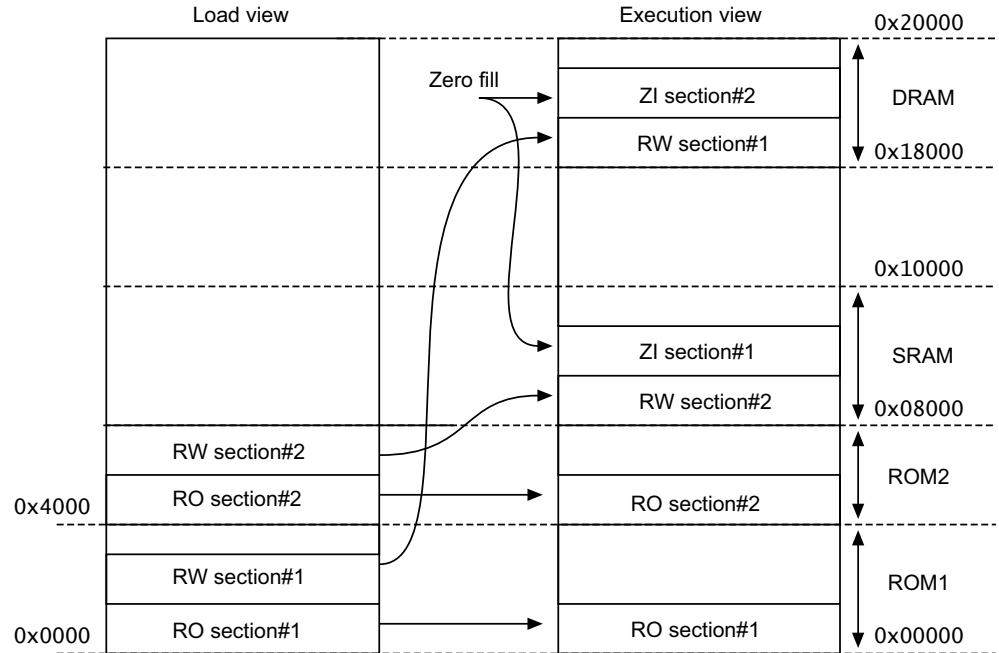 Load view Execution view
0x20000
Zero fill
ZI section#2 DRAM
RW section#1
0x18000
0x10000
ZI section#1 SRAM
RW section#2 0x08000
RW section#2
ROM2
0x4000 RO section#2 RO section#2
RW section#1 ROM1
0x0000 RO section#1 RO section#1 0x00000